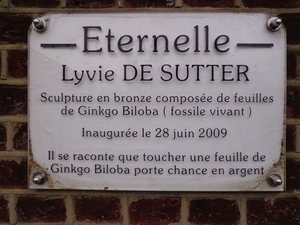 Eternelle
Lyvie DE SUTTER
Sculpture en bronze composée de feuilles
de Ginkgo Biloba ( fossile vivant )
Inaugurée le 28 juin 2009
Il se raconte que toucher une feuille de
Ginkgo Biloba porte chance en argent